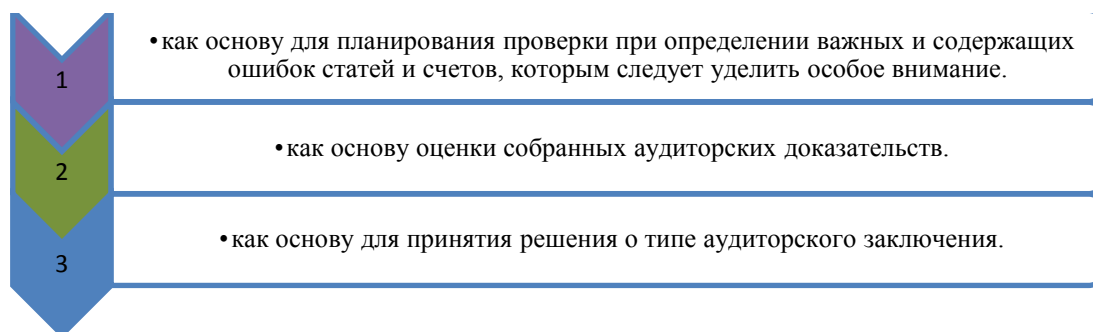 1
•как основу для планирования проверки при определении важных и содержащих
ошибок статей и счетов, которым следует уделить особое внимание.
2
•как основу оценки собранных аудиторских доказательств.
3
•как основу для принятия решения о типе аудиторского заключения.